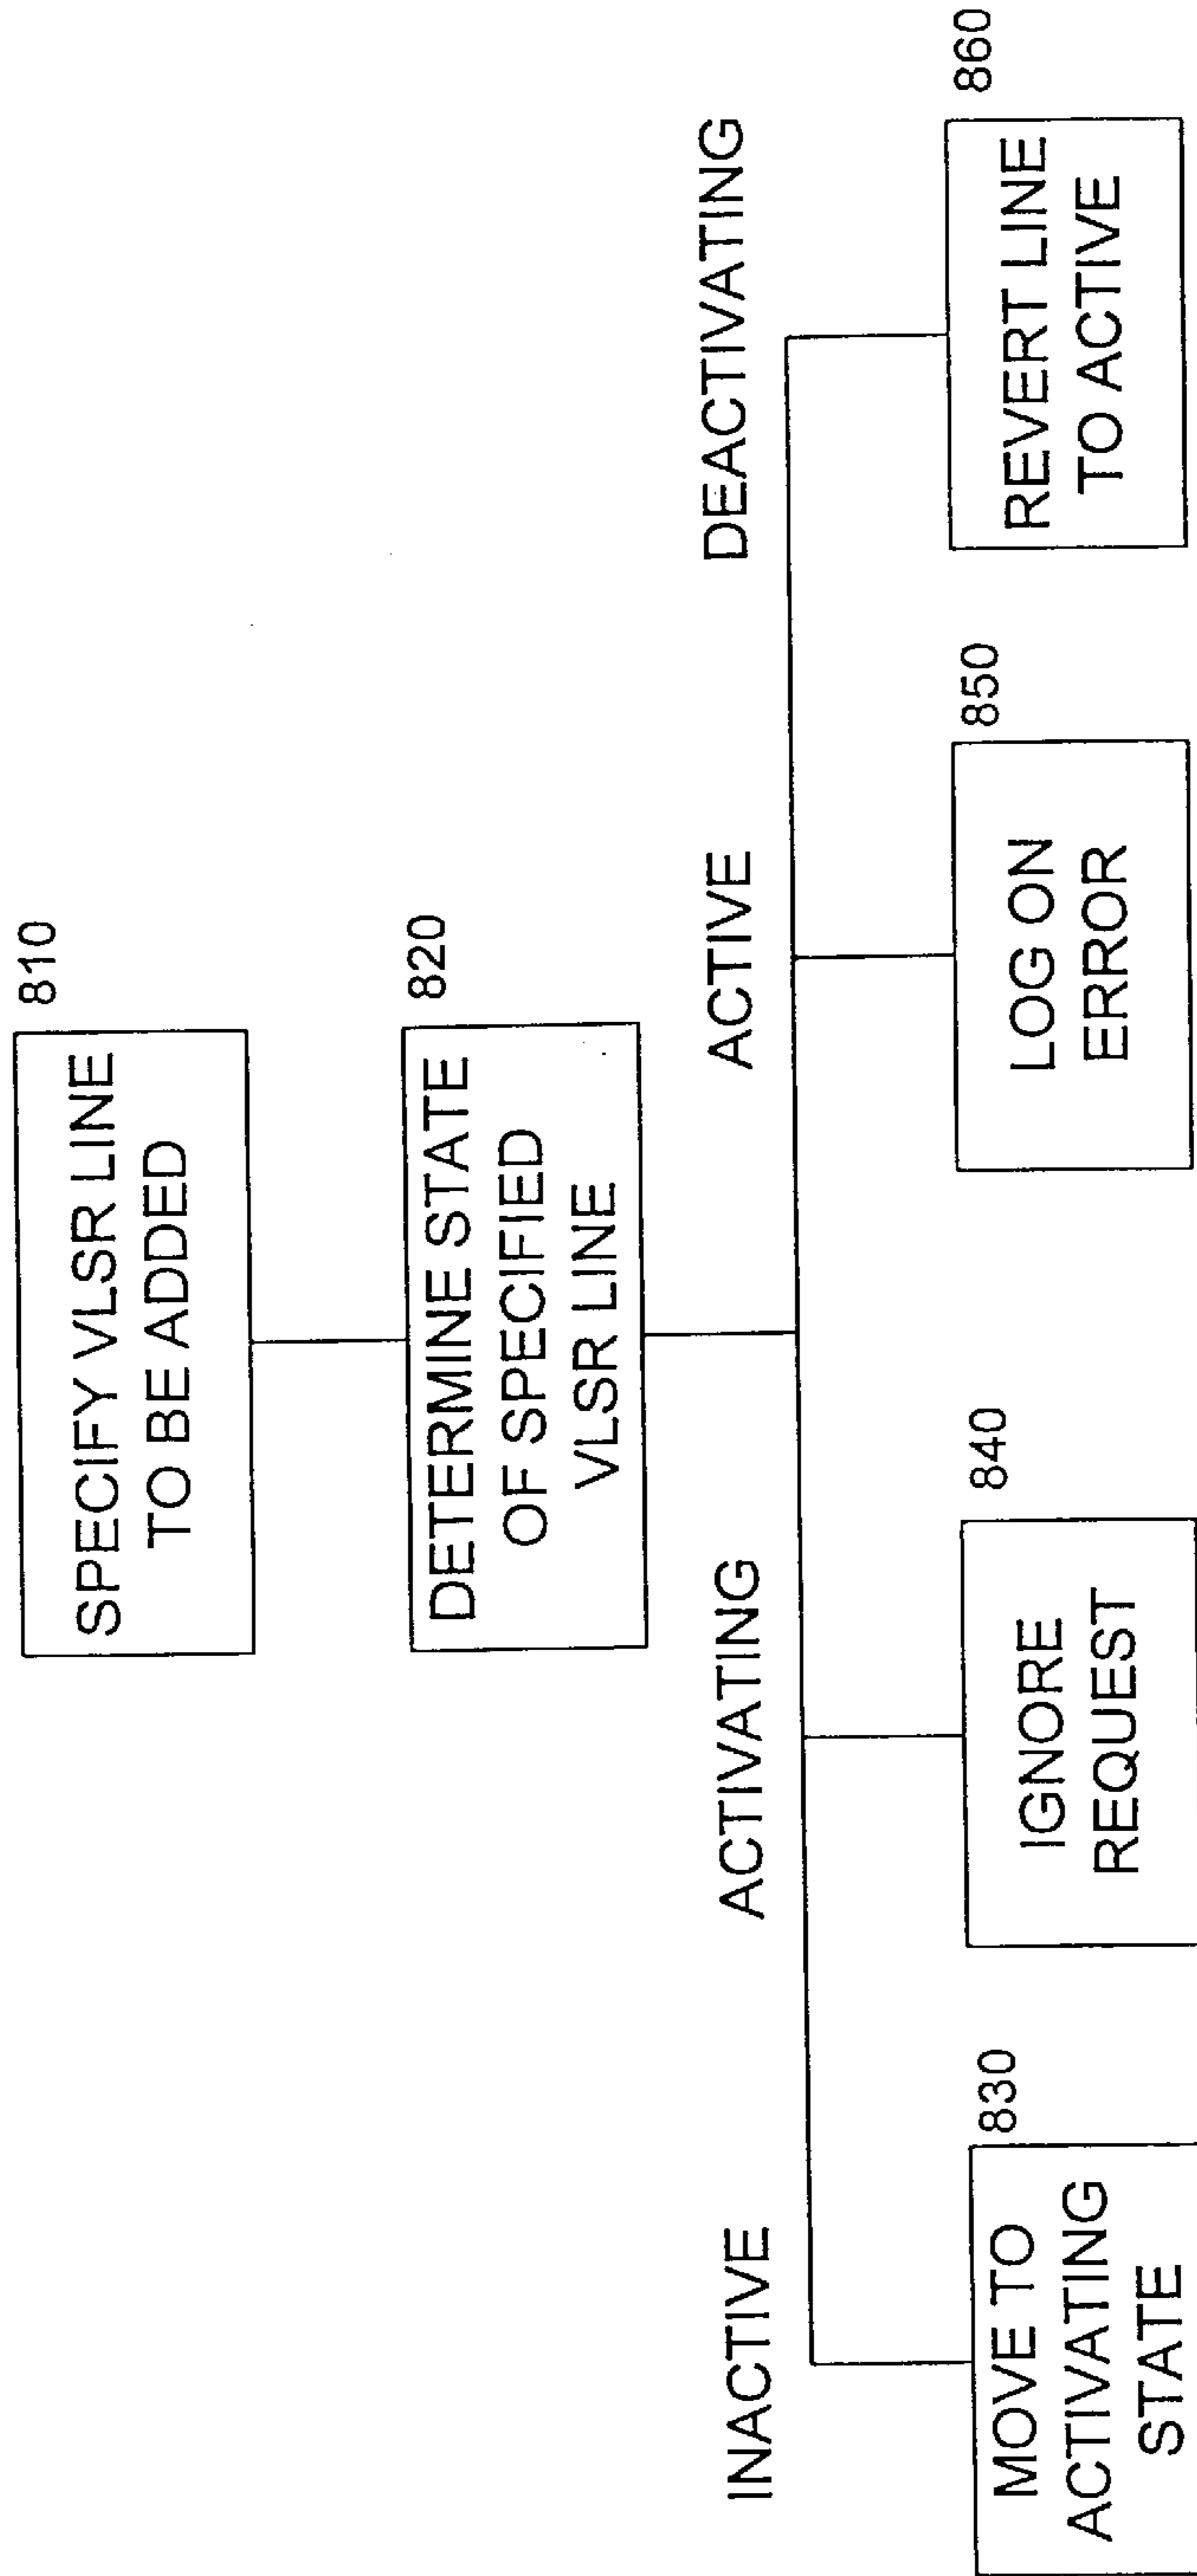 810
SPECIFY VLSR LINE
TO BE ADDED
820
DETERMINE STATE
OF SPECIFIED
VLSR LINE
INACTIVE
ACTIVATING
ACTIVE
DEACTIVATING
830
MOVE TO
ACTIVATING
STATE
840
IGNORE
REQUEST
850
LOG ON
ERROR
860
REVERT LINE
TO ACTIVE